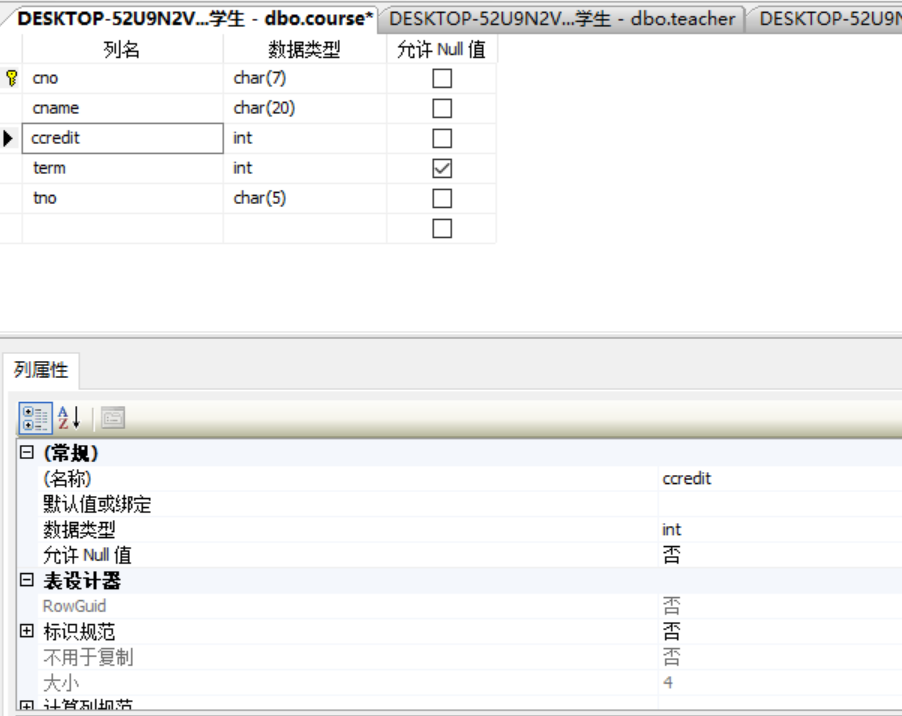 DESKTOP-52U9N2V...学生 - dbo.course* DESKTOP-52U9N2V...学生 - dbo.teacher DESKTOP-52U9N
列名 数据类型 允许 Null 值
cno char(7)
cname char(20)
ccredit int
term int
tno char(5)
列属性
(常规)
(名称) ccredit
默认值或绑定
数据类型 int
允许 Null 值 否
表设计器
RowGuid 否
标识规范 否
不用于复制 否
大小 4
计算列规范